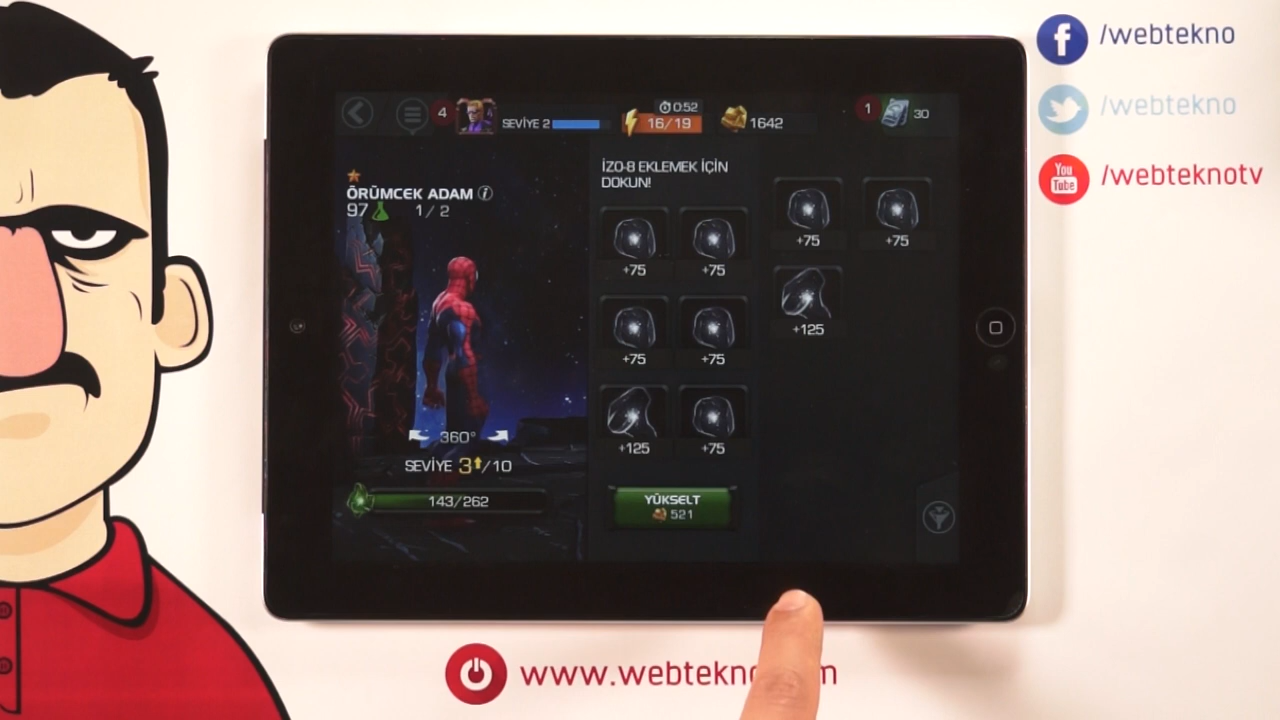 /webtekno
/webtekno
You
Tube
/webteknotv
4
SEVİYE 2
0:52
16/19
1642
1
30
ÖRÜMCEK ADAM
97
1 / 2
360°
SEVİYE 3/10
143/262
İZO-8 EKLEMEK İÇİN
DOKUN!
+75
+75
+75
+75
+125
+75
YÜKSELT
521
+75
+75
+125